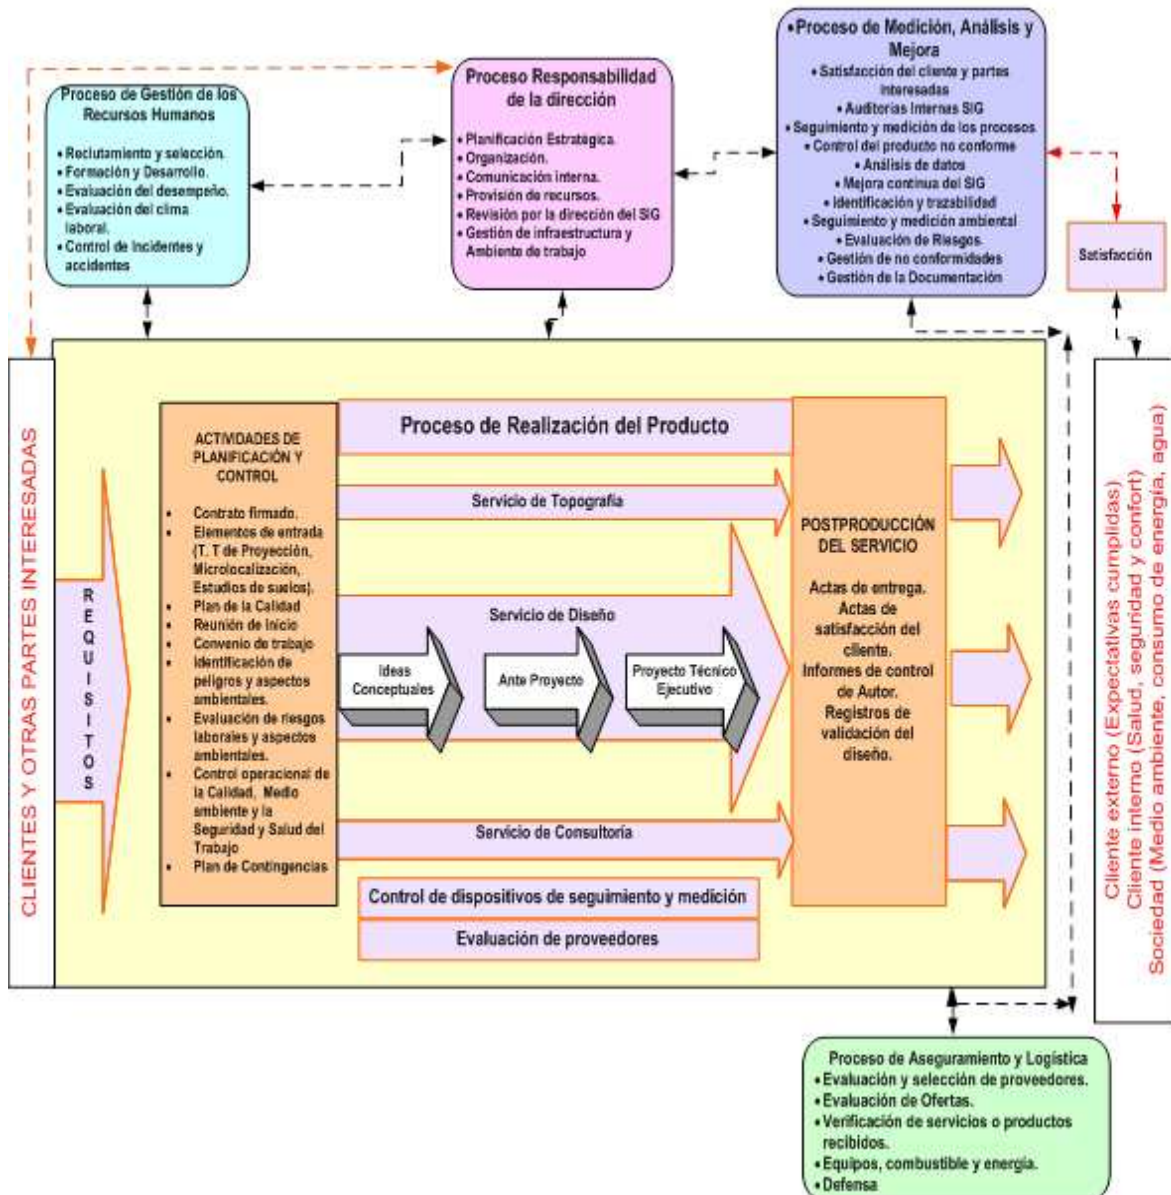 Proceso de Gestión de los
Recursos Humanos
• Reclutamiento y selección.
• Formación y Desarrollo.
• Evaluación del desempeño.
• Evaluación del clima
laboral.
• Control de Incidentes y
accidentes
Proceso Responsabilidad
de la dirección
• Planificación Estratégica.
• Organización.
• Comunicación interna.
• Provisión de recursos.
• Revisión por la dirección del SIG
• Gestión de infraestructura y
Ambiente de trabajo
• Proceso de Medición, Análisis y
Mejora
• Satisfacción del cliente y partes
interesadas
• Auditorias Internas SIG
• Seguimiento y medición de los procesos
• Control del producto no conforme
• Análisis de datos
• Mejora continua del SIG
• Identificación y trazabilidad
• Seguimiento y medición ambiental
• Evaluación de Riesgos.
• Gestión de no conformidades
• Gestión de la Documentación
Satisfacción
CLIENTES Y OTRAS PARTES INTERESADAS
REQUISITOS
ACTIVIDADES DE
PLANIFICACIÓN Y
CONTROL
• Contrato firmado.
• Elementos de entrada
(T. T de Proyección,
Microlocalización,
Estudios de suelos).
• Plan de la Calidad
• Reunión de Inicio
• Convenio de trabajo
• Identificación de
peligros y aspectos
ambientales.
• Evaluación de riesgos
laborales y aspectos
ambientales.
• Control operacional de
la Calidad, Medio
ambiente y la
Seguridad y Salud del
Trabajo
• Plan de Contingencias
Proceso de Realización del Producto
Servicio de Topografía
Servicio de Diseño
Ideas
Conceptuales
Ante Proyecto
Proyecto Técnico
Ejecutivo
Servicio de Consultoría
Control de dispositivos de seguimiento y medición
Evaluación de proveedores
POSTPRODUCCIÓN
DEL SERVICIO
Actas de entrega.
Actas de
satisfacción del
cliente.
Informes de control
de Autor.
Registros de
validación del
diseño.
Cliente externo (Expectativas cumplidas)
Cliente interno (Salud, seguridad y confort)
Sociedad (Medio ambiente, consumo de energía, agua)
Proceso de Aseguramiento y Logística
• Evaluación y selección de proveedores.
• Evaluación de Ofertas.
• Verificación de servicios o productos
recibidos.
• Equipos, combustible y energía.
• Defensa